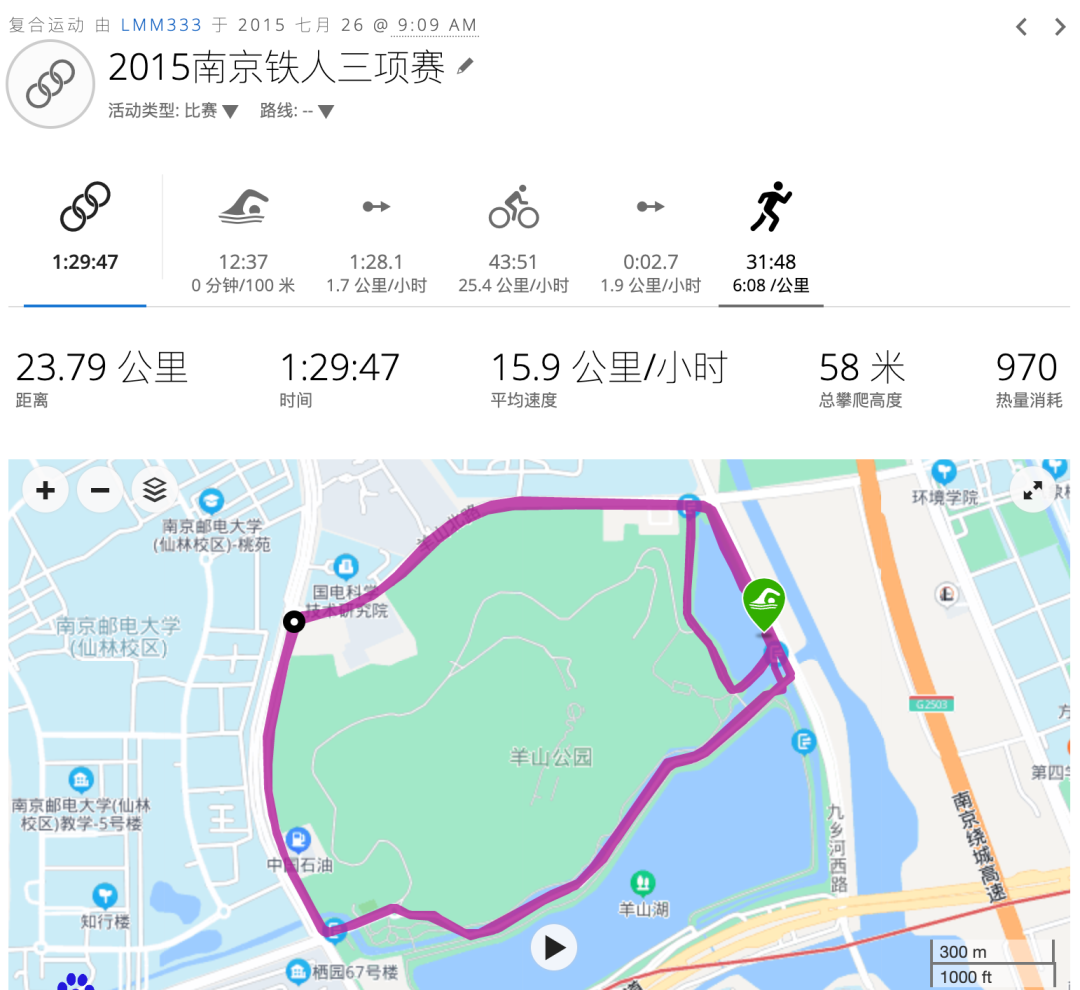 复合运动 由 LMM333 于 2015 七月 26 @ 9:09 AM
2015南京铁人三项赛
活动类型: 比赛 路线: --
1:29:47
12:37
0 分钟/100 米
1:28.1
1.7 公里/小时
43:51
25.4 公里/小时
0:02.7
1.9 公里/小时
31:48
6:08 /公里
23.79 公里
距离
1:29:47
时间
15.9 公里/小时
平均速度
58 米
总攀爬高度
970
热量消耗
南京邮电大学
(仙林校区)-桃苑
羊山北路
环境学院
国电科学
技术研究院
南京邮电大学
(仙林校区)
G2503
羊山公园
第四
南京邮电大学(仙林
校区)教学-5号楼
九乡河西路
南京绕城高速
中国石油
知行楼
羊山湖
栖园67号楼
300 m
1000 ft